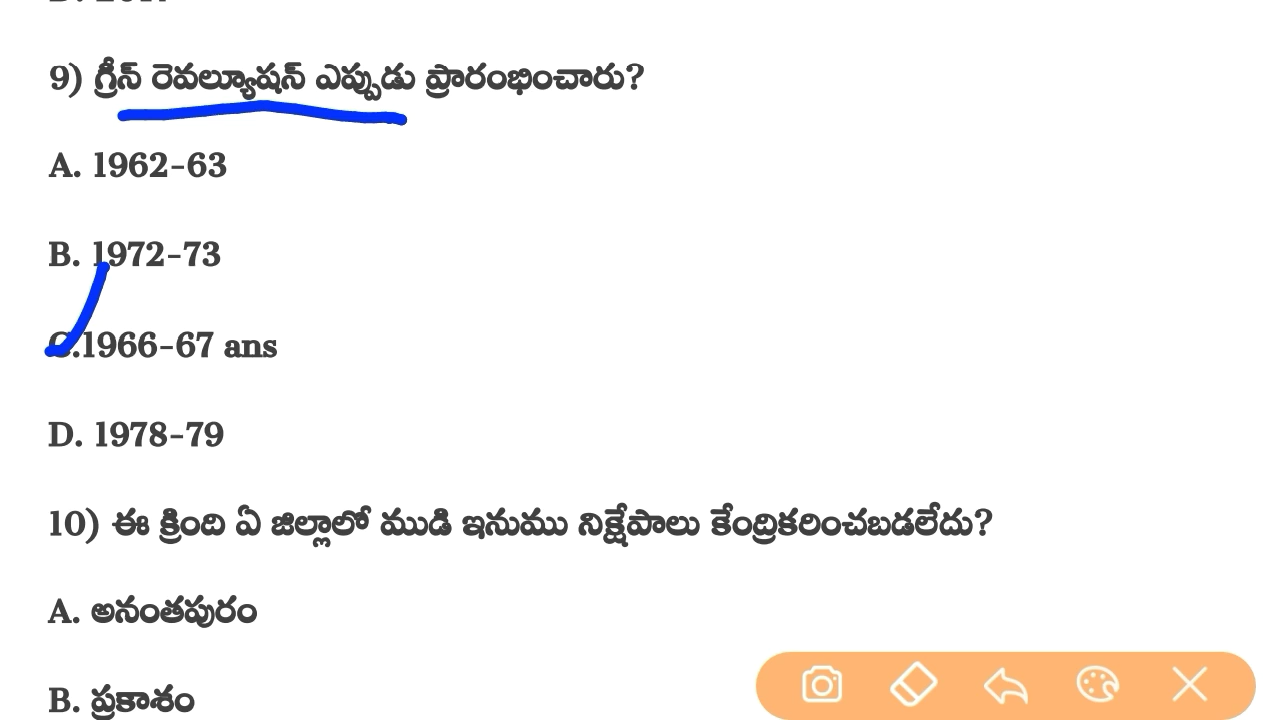 9) గ్రీన్ రెవల్యూషన్ ఎప్పుడు ప్రారంభించారు?
A. 1962-63
B. 1972-73
C.1966-67 ans
D. 1978-79
10) ఈ క్రింది ఏ జిల్లాలో ముడి ఇనుము నిక్షేపాలు కేంద్రికరించబడలేదు?
A. అనంతపురం
B. ప్రకాశం